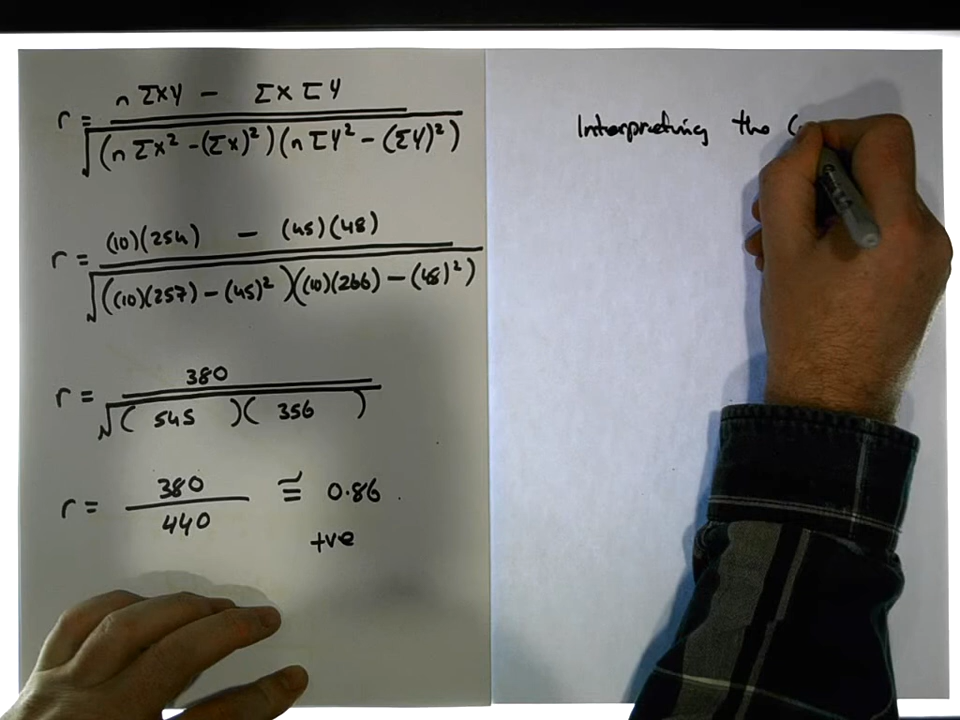 r = n ΣXY - ΣX ΣY / √(n ΣX² - (ΣX)²)(n ΣY² - (ΣY)²)
r = (10)(254) - (45)(48) / √((10)(257) - (45)²)(10)(266) - (48)²)
r = 380 / √( 545 )( 356 )
r = 380 / 440 ≅ 0.86
+ve
Interpreting the